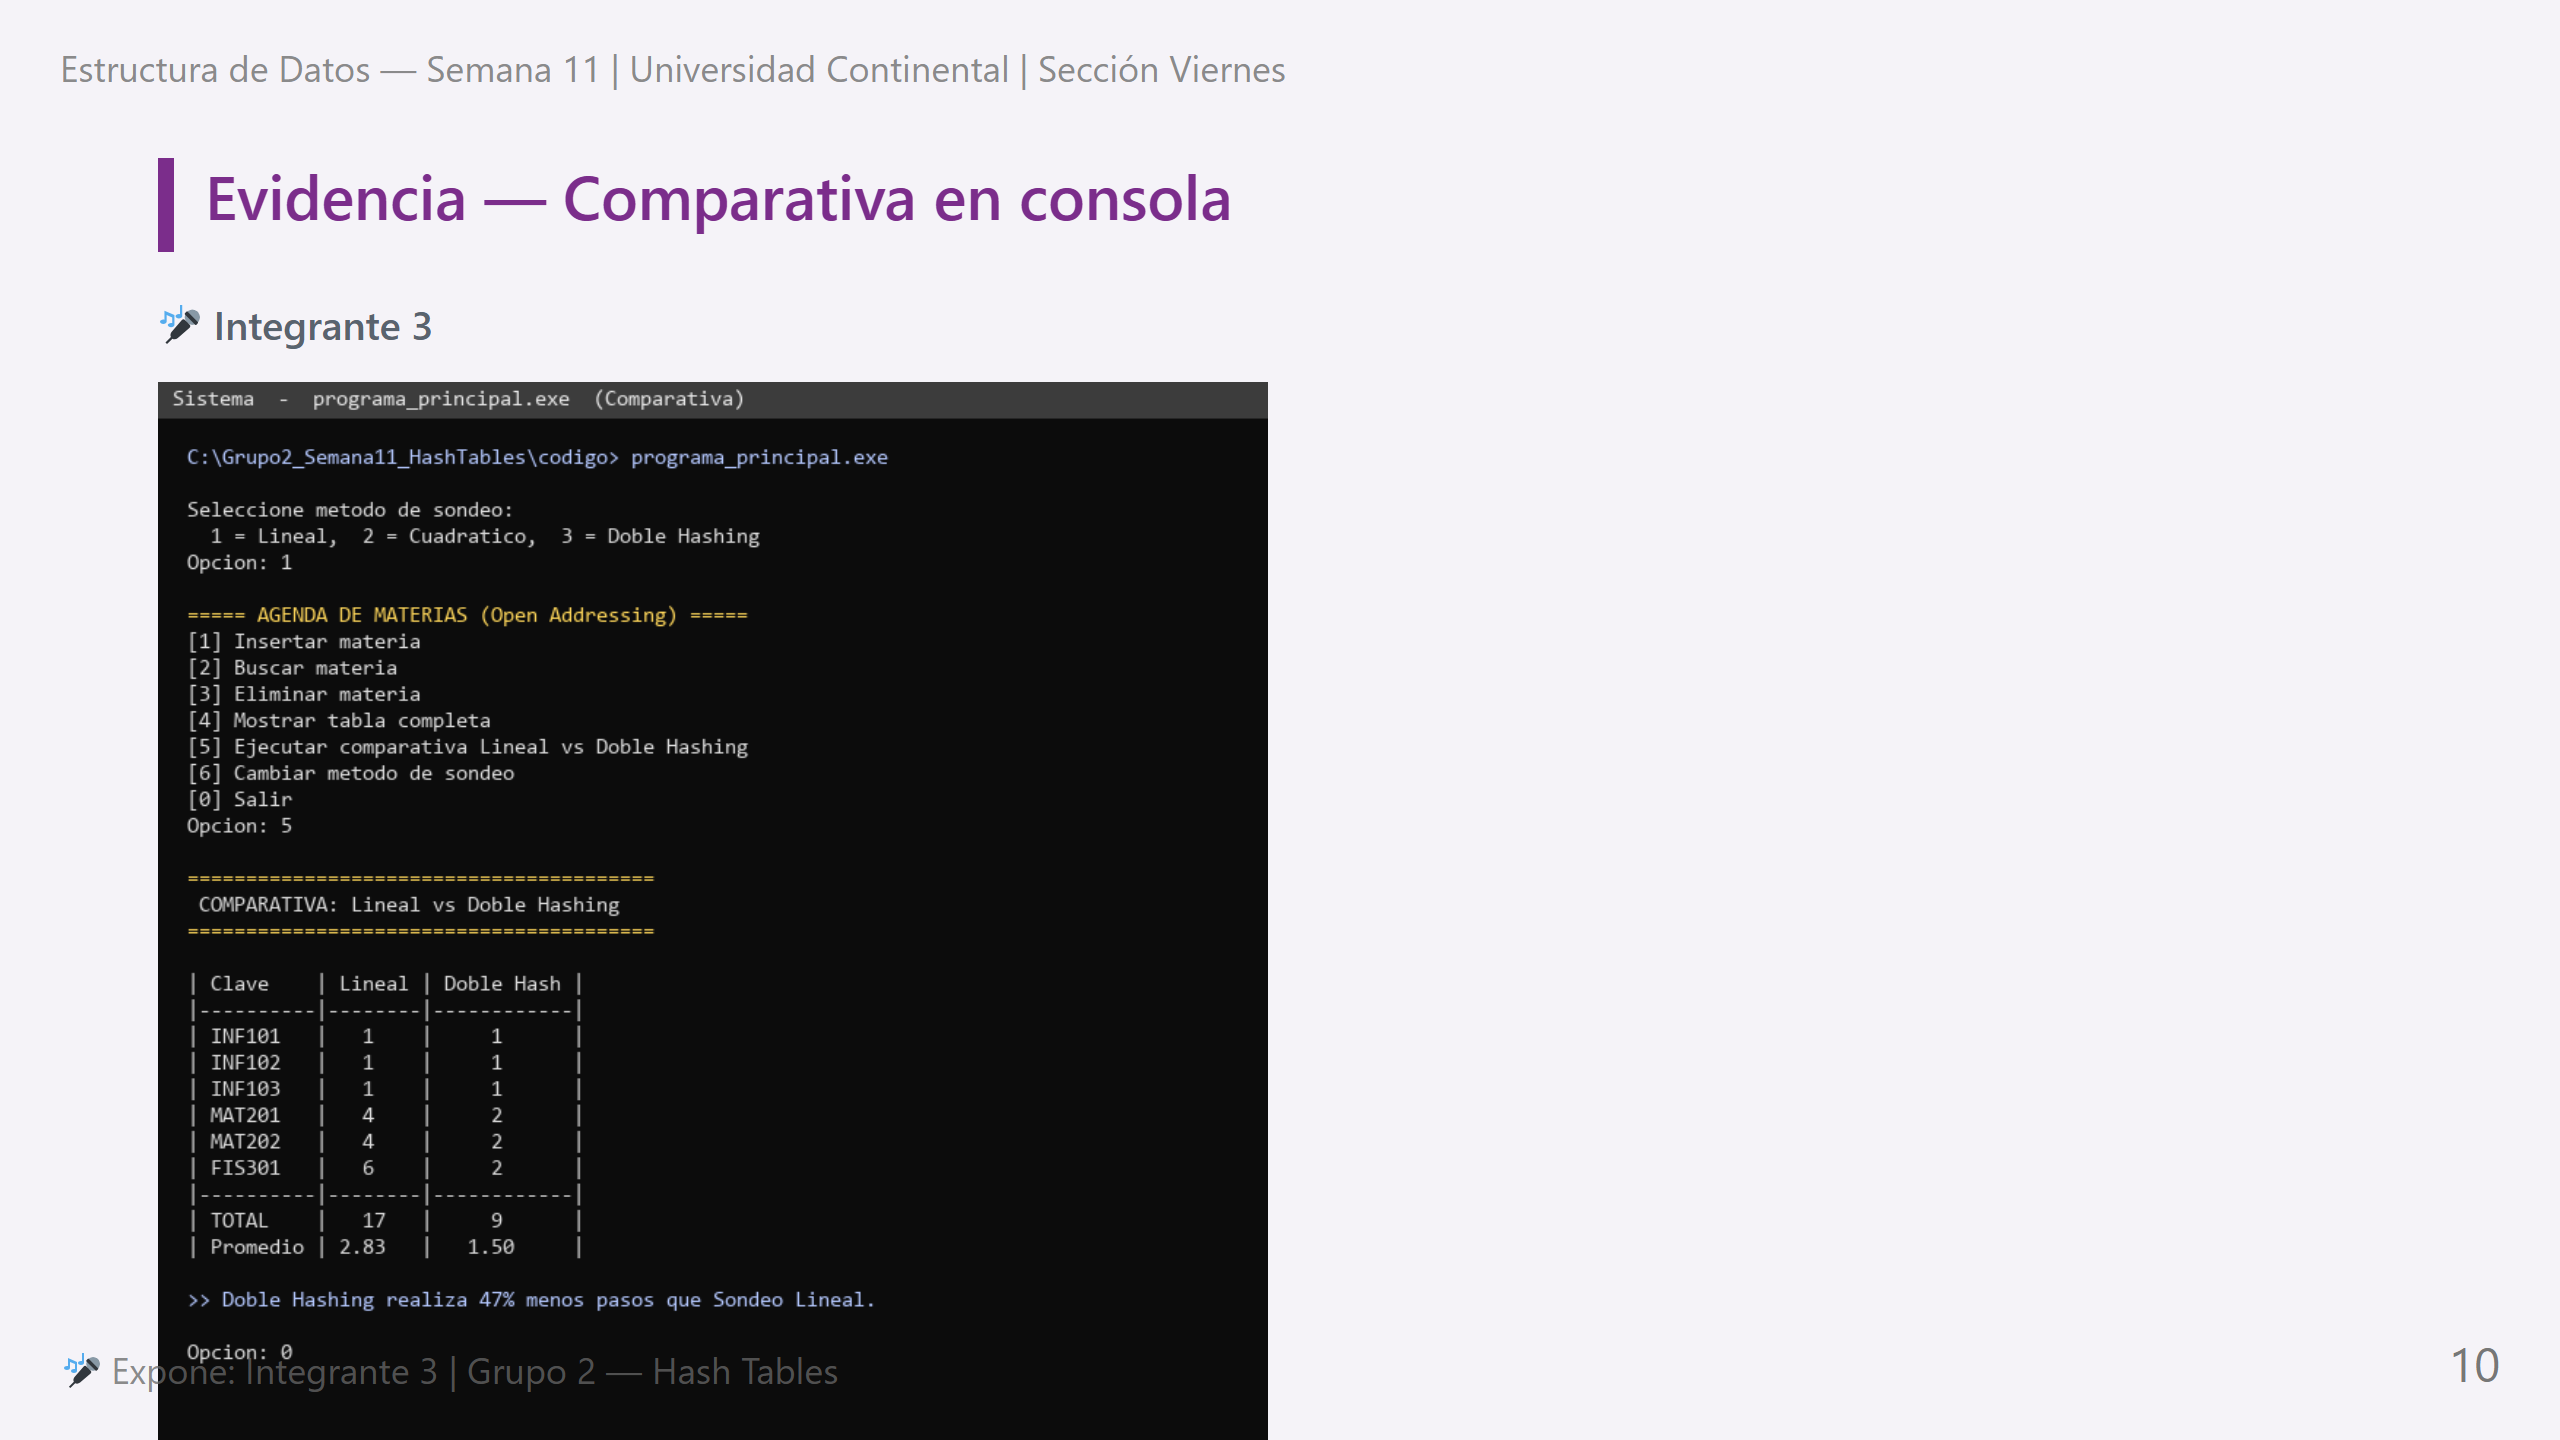 Estructura de Datos — Semana 11 | Universidad Continental | Sección Viernes
Evidencia — Comparativa en consola
Integrante 3
Sistema - programa_principal.exe (Comparativa)
C:\Grupo2_Semana11_HashTables\codigo> programa_principal.exe
Seleccione metodo de sondeo:
1 = Lineal, 2 = Cuadratico, 3 = Doble Hashing
Opcion: 1
===== AGENDA DE MATERIAS (Open Addressing) =====
[1] Insertar materia
[2] Buscar materia
[3] Eliminar materia
[4] Mostrar tabla completa
[5] Ejecutar comparativa Lineal vs Doble Hashing
[6] Cambiar metodo de sondeo
[0] Salir
Opcion: 5
========================================
COMPARATIVA: Lineal vs Doble Hashing
========================================
| Clave | Lineal | Doble Hash |
|----------|--------|------------|
| INF101 | 1 | 1 |
| INF102 | 1 | 1 |
| INF103 | 1 | 1 |
| MAT201 | 4 | 2 |
| MAT202 | 4 | 2 |
| FIS301 | 6 | 2 |
|----------|--------|------------|
| TOTAL | 17 | 9 |
| Promedio | 2.83 | 1.50 |
>> Doble Hashing realiza 47% menos pasos que Sondeo Lineal.
Opcion: 0
Expone: Integrante 3 | Grupo 2 — Hash Tables
10